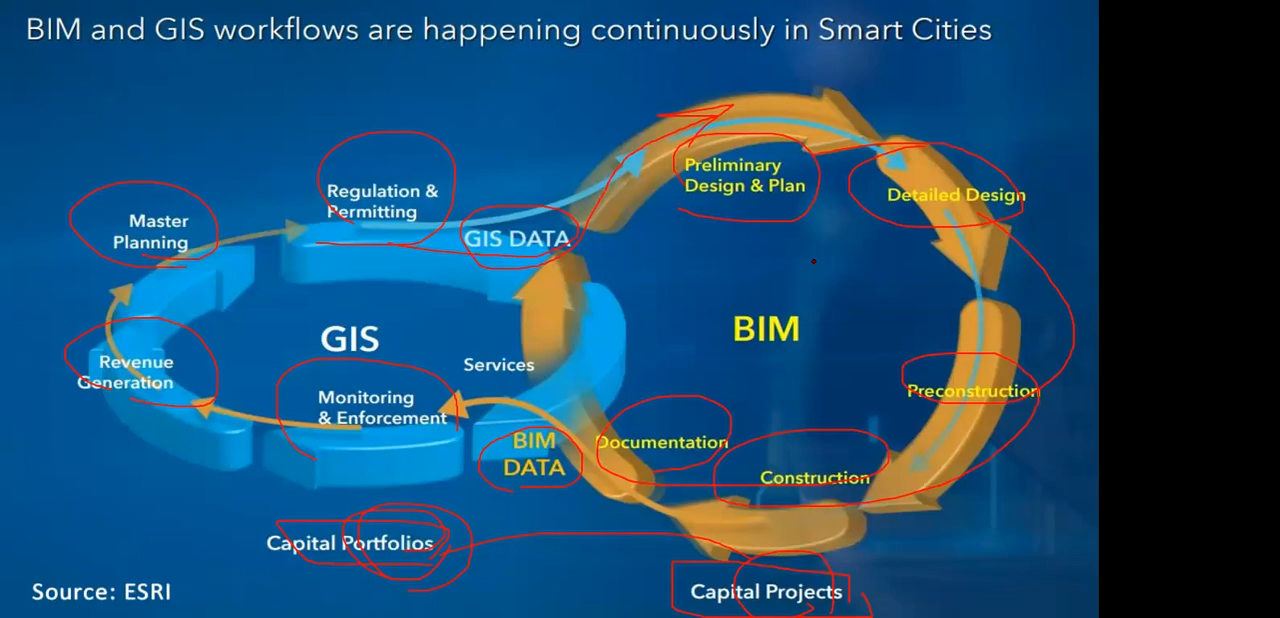 BIM and GIS workflows are happening continuously in Smart Cities
Regulation &
Permitting
Master
Planning
GIS DATA
Preliminary
Design & Plan
Detailed Design
GIS
BIM
Services
Revenue
Generation
Monitoring
& Enforcement
BIM
DATA
Documentation
Preconstruction
Construction
Capital Portfolios
Capital Projects
Source: ESRI